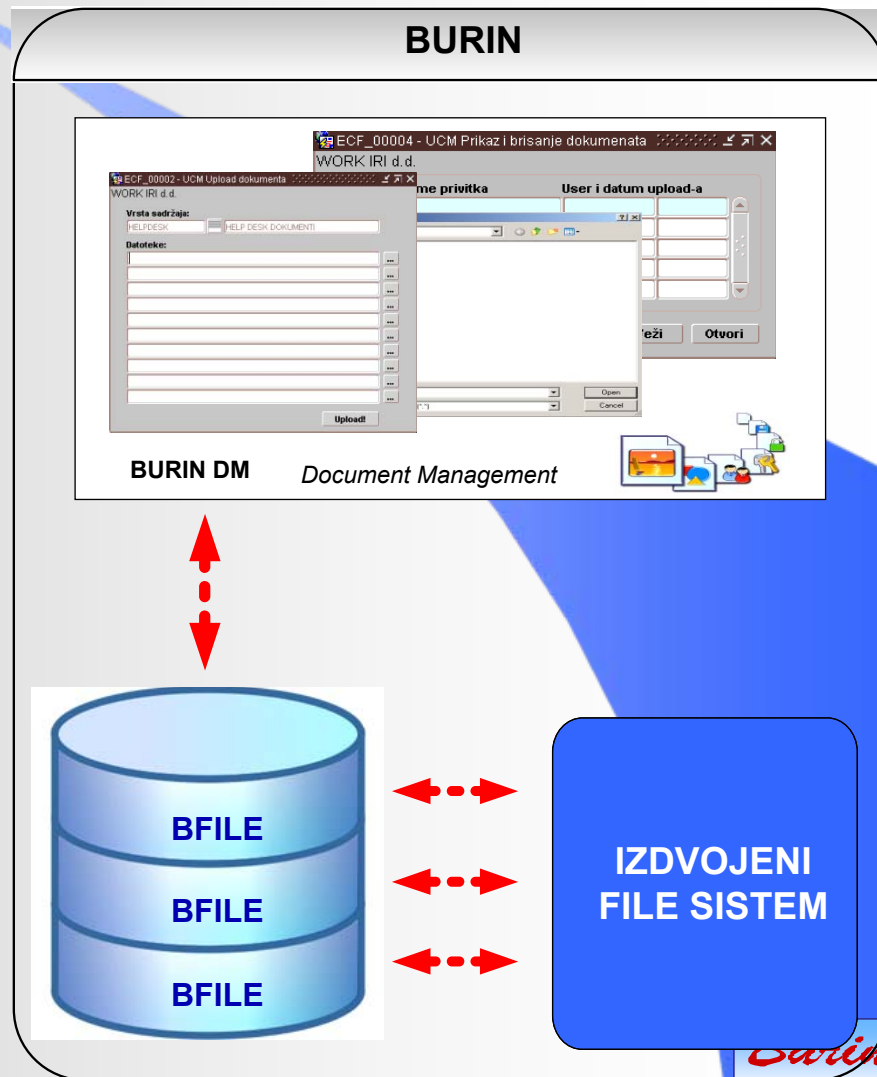 BURIN
ECF_00004 - UCM Prikaz i brisanje dokumenata
WORK IRI d.d.
me privitka User i datum upload-a
eži Otvori
ECF_00002 - UCM Upload dokumenta
WORK IRI d.d.
Vrsta sadržaja:
HELPDESK HELP DESK DOKUMENTI
Datoteke:
...
...
...
...
...
...
...
...
...
...
Upload!
Open
Cancel
BURIN DM Document Management
BFILE
BFILE
BFILE
IZDVOJENI
FILE SISTEM
Burin